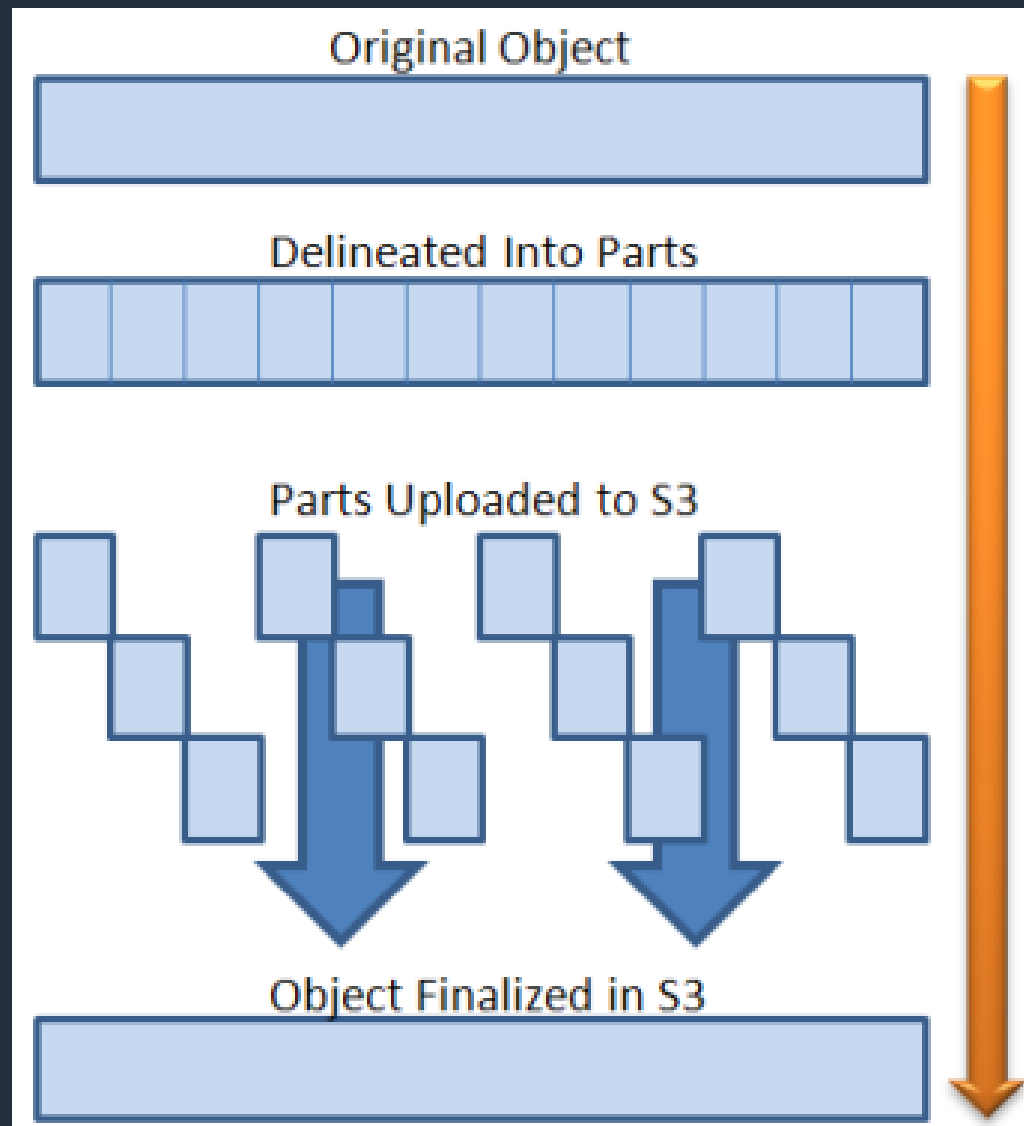 Original Object
Delineated Into Parts
Parts Uploaded to S3
Object Finalized in S3